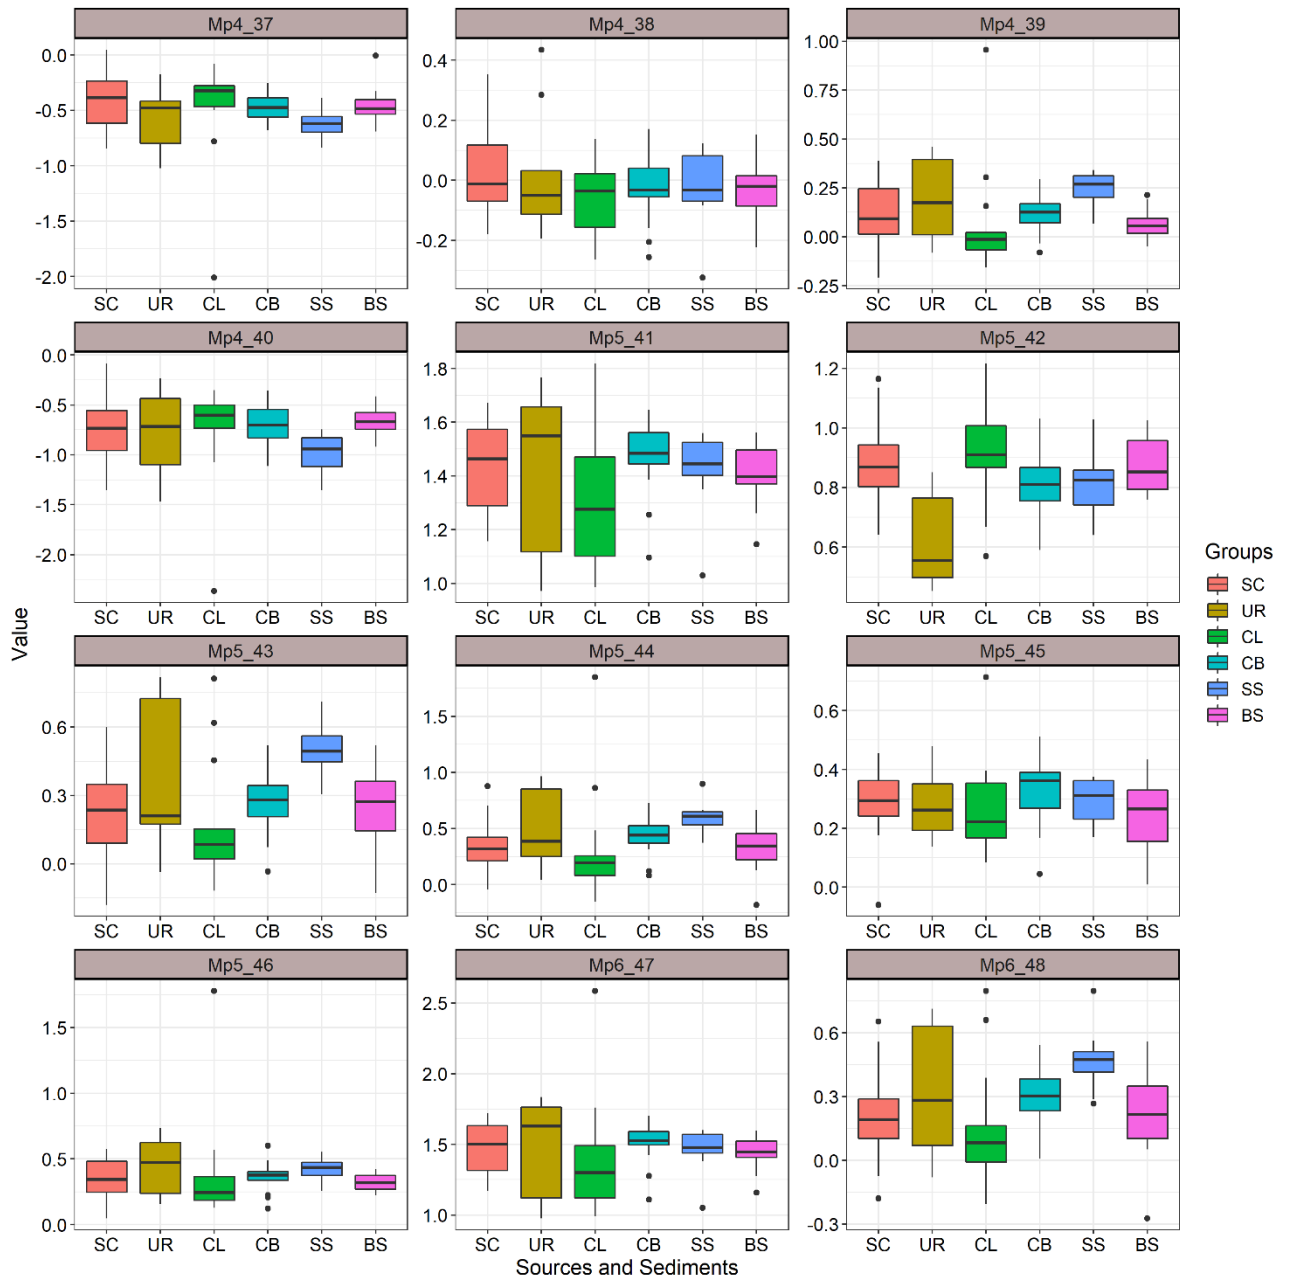 Mp4_37 Mp4_38 Mp4_39
0.0
-0.5
-1.0
-1.5
-2.0
SC UR CL CB SS BS
0.4
0.2
0.0
-0.2
SC UR CL CB SS BS
1.00
0.75
0.50
0.25
0.00
-0.25
SC UR CL CB SS BS
Mp4_40 Mp5_41 Mp5_42
0.0
-0.5
-1.0
-1.5
-2.0
SC UR CL CB SS BS
1.8
1.6
1.4
1.2
1.0
SC UR CL CB SS BS
1.2
1.0
0.8
0.6
SC UR CL CB SS BS
Mp5_43 Mp5_44 Mp5_45
0.6
0.3
0.0
SC UR CL CB SS BS
1.5
1.0
0.5
0.0
SC UR CL CB SS BS
0.6
0.4
0.2
0.0
SC UR CL CB SS BS
Mp5_46 Mp6_47 Mp6_48
1.5
1.0
0.5
0.0
SC UR CL CB SS BS
2.5
2.0
1.5
1.0
SC UR CL CB SS BS
0.6
0.3
0.0
-0.3
SC UR CL CB SS BS
Value
Sources and Sediments
Groups
SC
UR
CL
CB
SS
BS